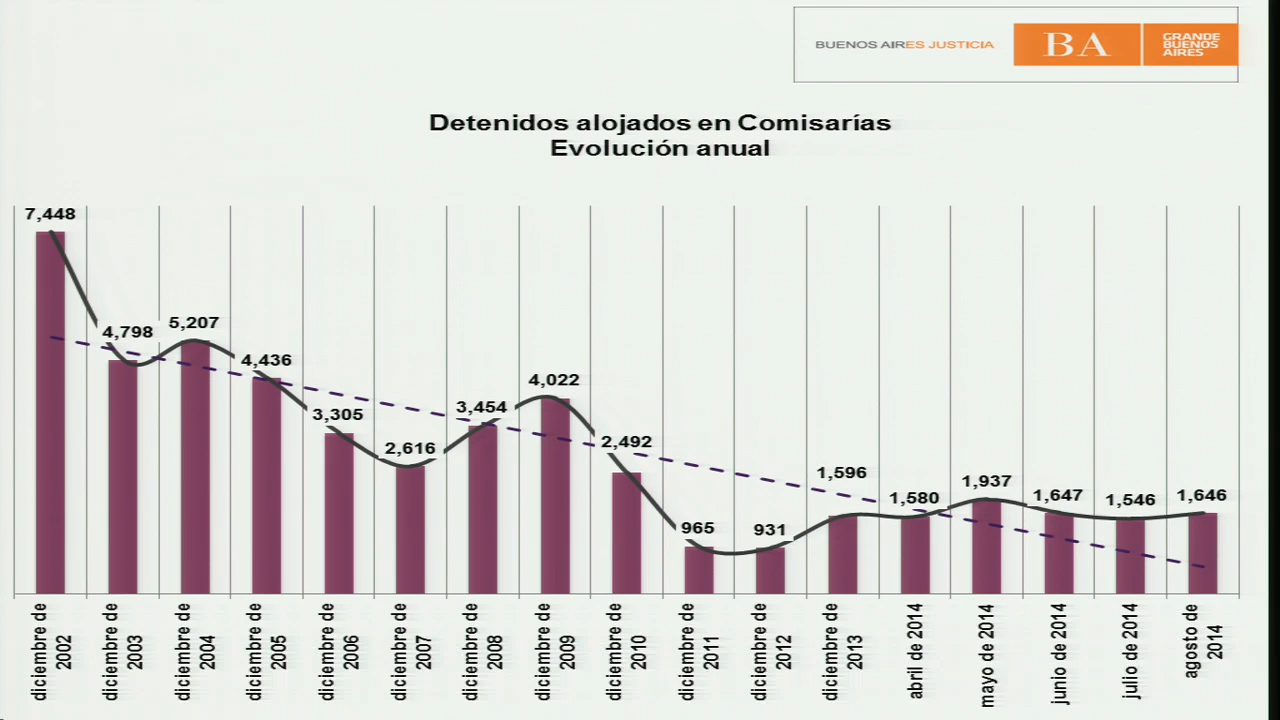 BUENOS AIRES JUSTICIA
BA
GRANDE
BUENOS
AIRES
Detenidos alojados en Comisarías
Evolución anual
7,448
4,798
5,207
4,436
3,305
2,616
3,454
4,022
2,492
965
931
1,596
1,580
1,937
1,647
1,546
1,646
diciembre de
2002
diciembre de
2003
diciembre de
2004
diciembre de
2005
diciembre de
2006
diciembre de
2007
diciembre de
2008
diciembre de
2009
diciembre de
2010
diciembre de
2011
diciembre de
2012
diciembre de
2013
abril de 2014
mayo de 2014
junio de 2014
julio de 2014
agosto de
2014